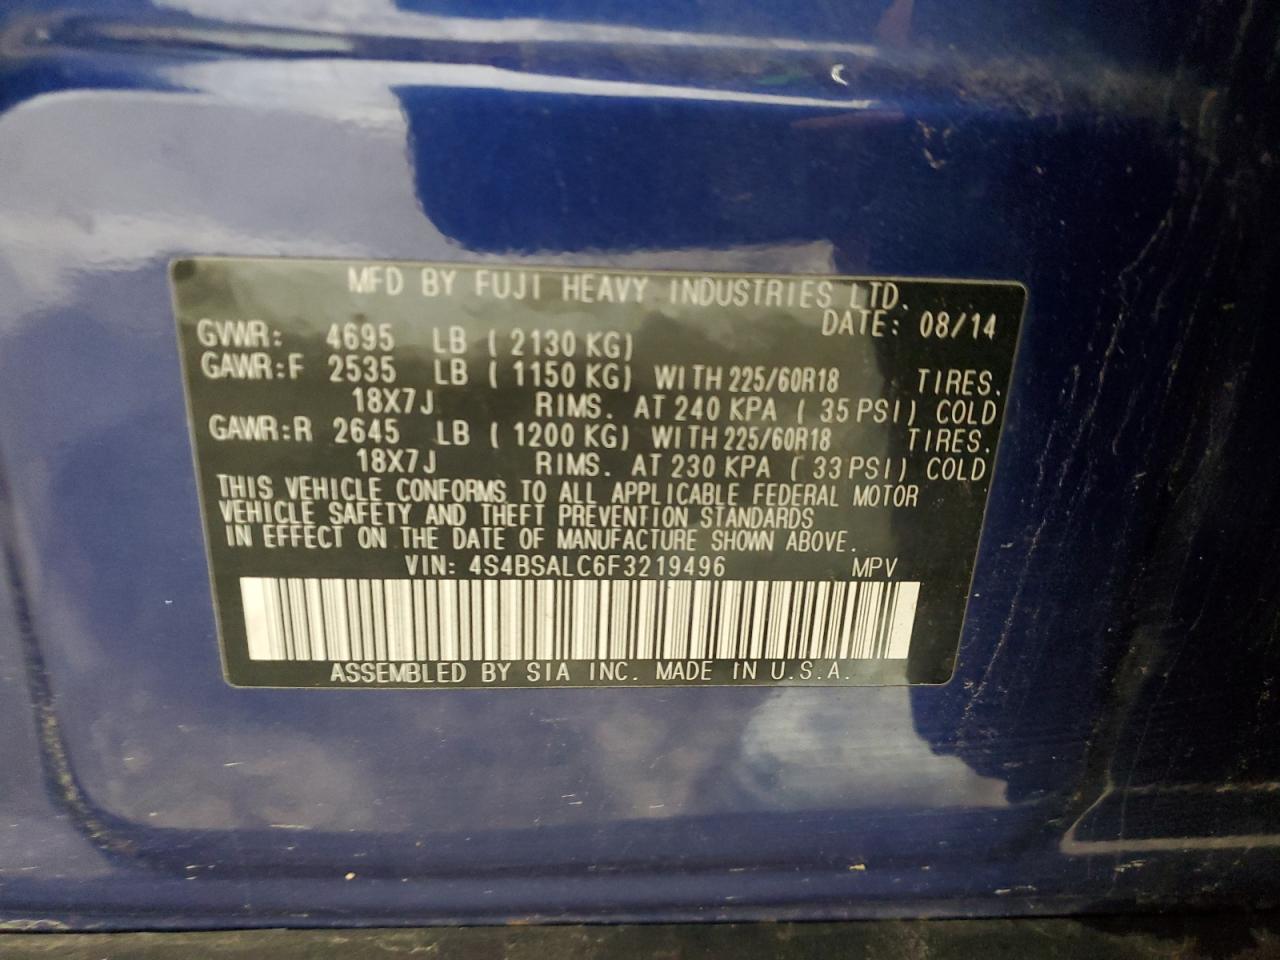 MFD BY FUJI HEAVY INDUSTRIES LTD.
DATE: 08/14
GVWR: 4695 LB ( 2130 KG)
GAWR:F 2535 LB ( 1150 KG) WITH 225/60R18 TIRES.
18X7J RIMS. AT 240 KPA ( 35 PSI) COLD
GAWR:R 2645 LB ( 1200 KG) WITH 225/60R18 TIRES.
18X7J RIMS. AT 230 KPA ( 33 PSI) COLD
THIS VEHICLE CONFORMS TO ALL APPLICABLE FEDERAL MOTOR
VEHICLE SAFETY AND THEFT PREVENTION STANDARDS
IN EFFECT ON THE DATE OF MANUFACTURE SHOWN ABOVE.
VIN: 4S4BSALC6F3219496 MPV
ASSEMBLED BY SIA INC. MADE IN U.S.A.